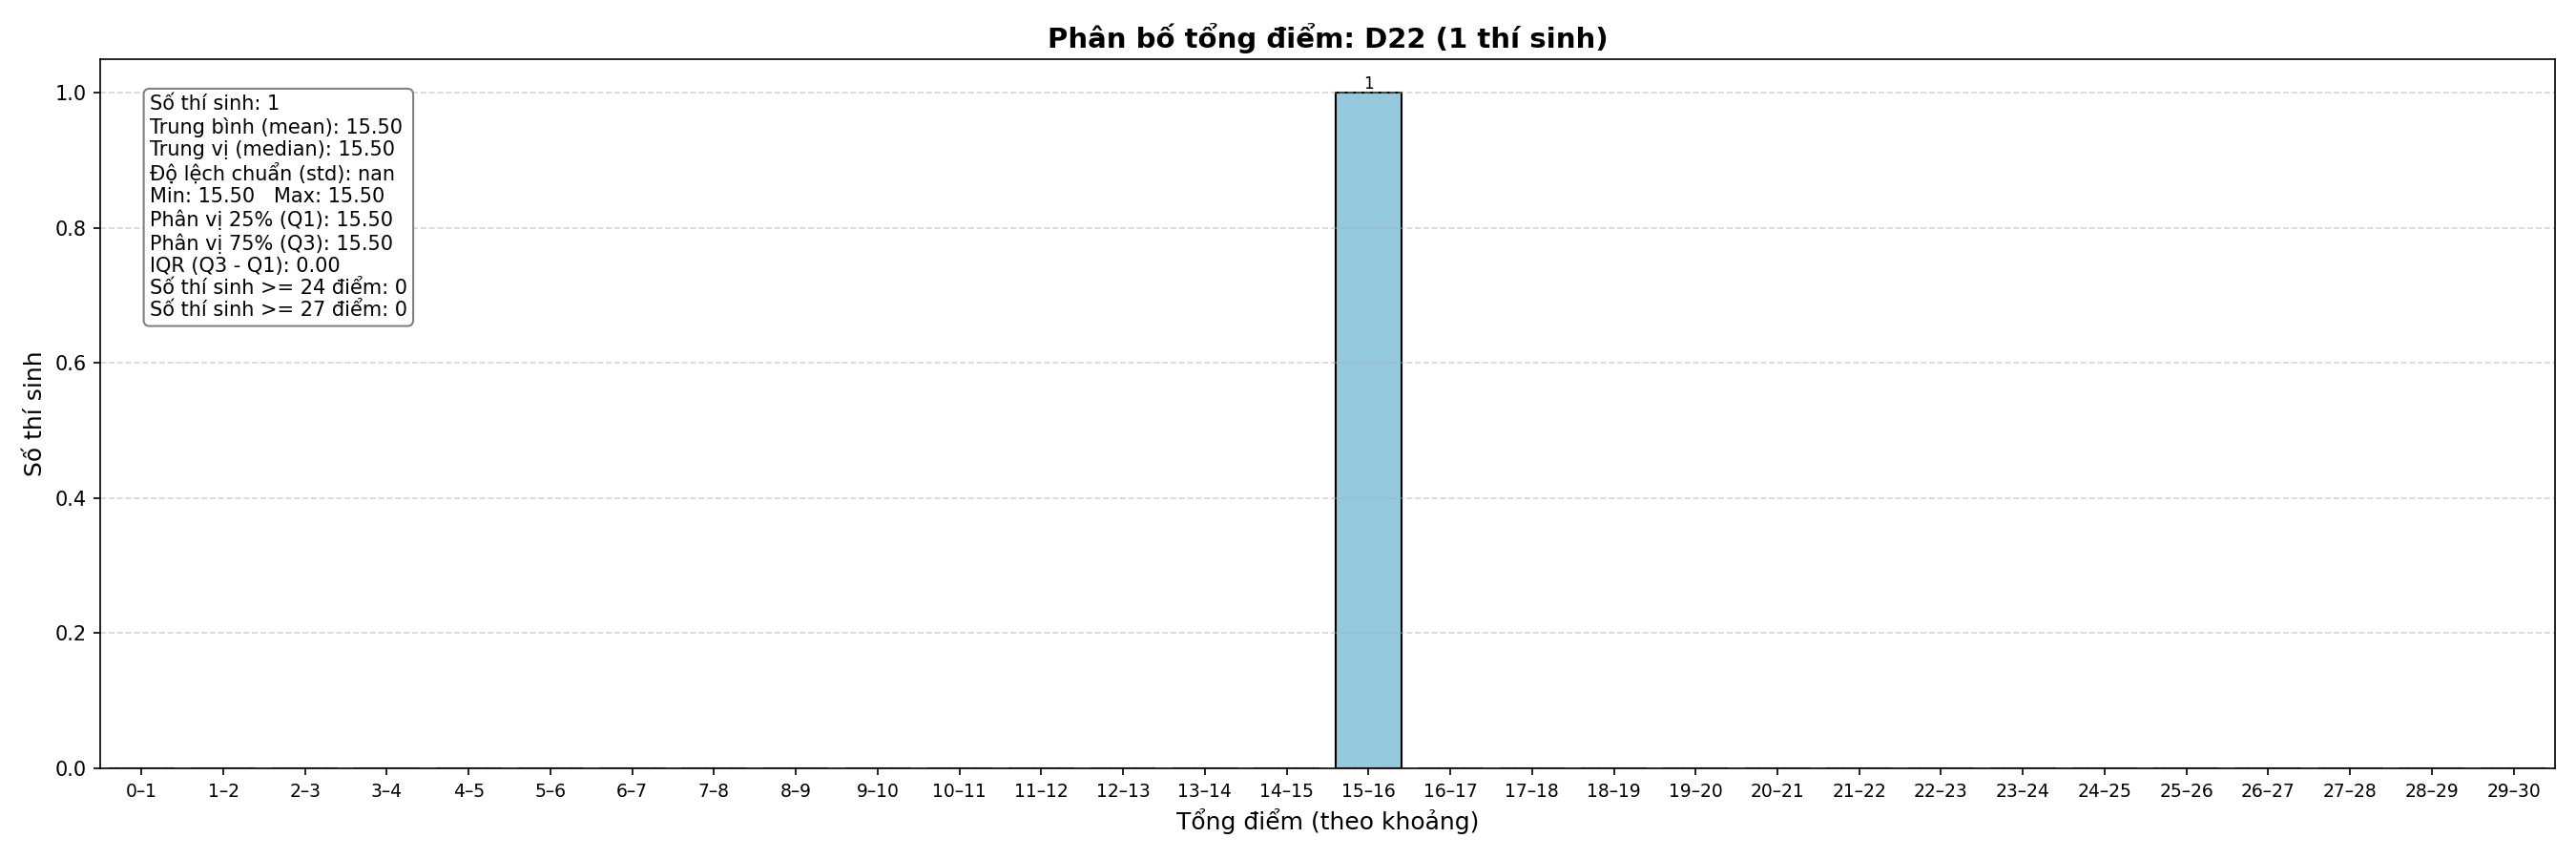 Phân bố tổng điểm: D22 (1 thí sinh)
1
Số thí sinh: 1
Trung bình (mean): 15.50
Trung vị (median): 15.50
Độ lệch chuẩn (std): nan
Min: 15.50   Max: 15.50
Phân vị 25% (Q1): 15.50
Phân vị 75% (Q3): 15.50
IQR (Q3 - Q1): 0.00
Số thí sinh >= 24 điểm: 0
Số thí sinh >= 27 điểm: 0
Số thí sinh
1.0
0.8
0.6
0.4
0.2
0.0
0–1 1–2 2–3 3–4 4–5 5–6 6–7 7–8 8–9 9–10 10–11 11–12 12–13 13–14 14–15 15–16 16–17 17–18 18–19 19–20 20–21 21–22 22–23 23–24 24–25 25–26 26–27 27–28 28–29 29–30
Tổng điểm (theo khoảng)